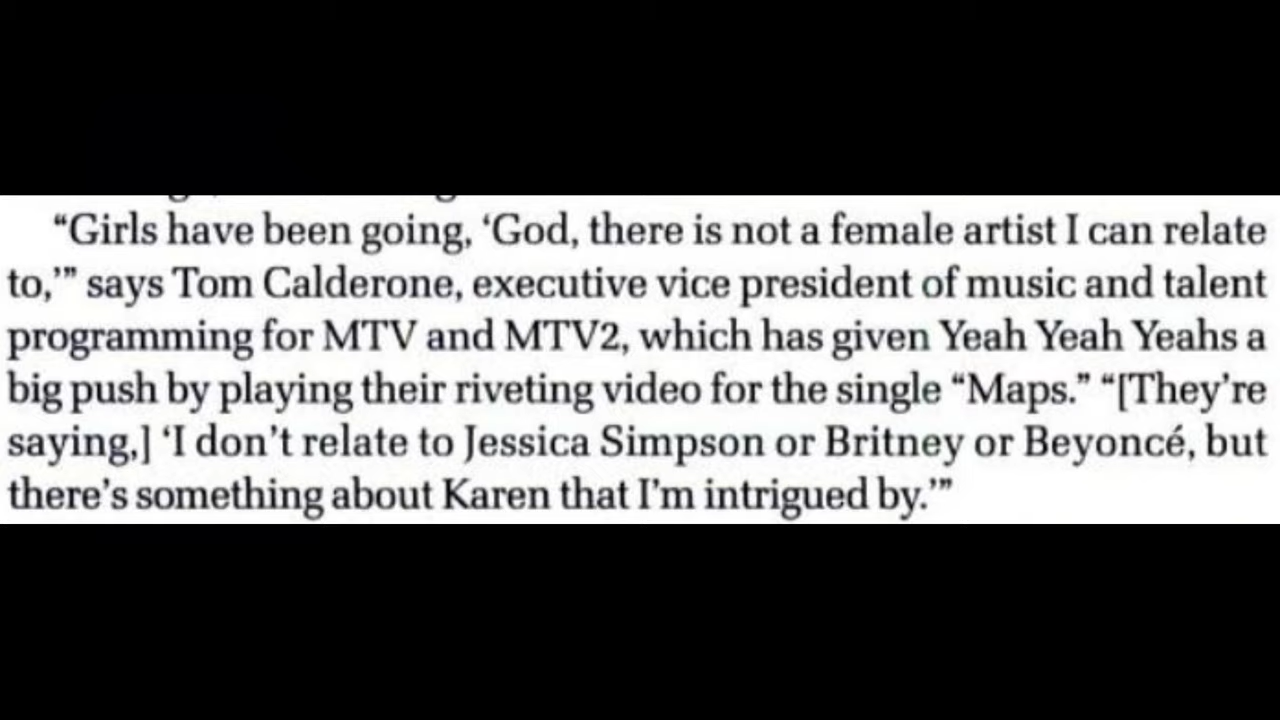 “Girls have been going, ‘God, there is not a female artist I can relate
to,’” says Tom Calderone, executive vice president of music and talent
programming for MTV and MTV2, which has given Yeah Yeah Yeahs a
big push by playing their riveting video for the single “Maps.” “[They’re
saying,] ‘I don’t relate to Jessica Simpson or Britney or Beyoncé, but
there’s something about Karen that I’m intrigued by.’”